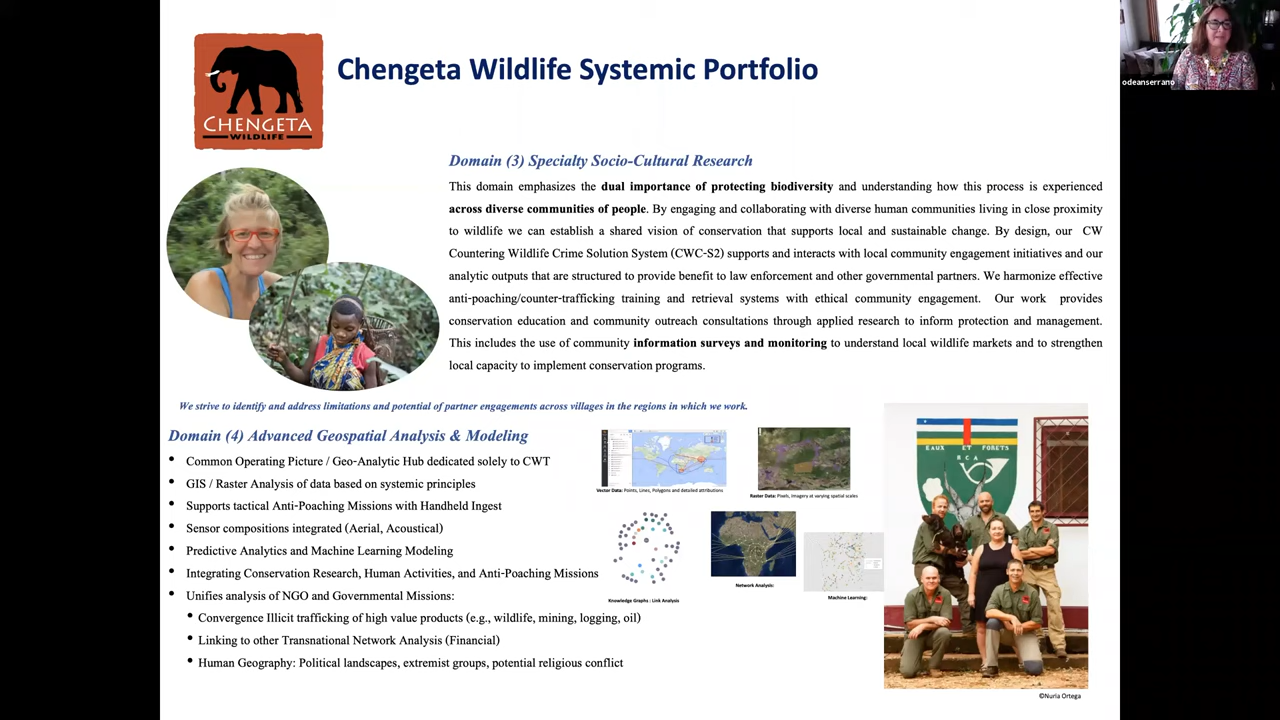 Chengeta Wildlife Systemic Portfolio
CHENGETA
WILDLIFE
odeanserrano
Domain (3) Specialty Socio-Cultural Research
This domain emphasizes the dual importance of protecting biodiversity and understanding how this process is experienced
across diverse communities of people. By engaging and collaborating with diverse human communities living in close proximity
to wildlife we can establish a shared vision of conservation that supports local and sustainable change. By design, our CW
Countering Wildlife Crime Solution System (CWC-S2) supports and interacts with local community engagement initiatives and our
analytic outputs that are structured to provide benefit to law enforcement and other governmental partners. We harmonize effective
anti-poaching/counter-trafficking training and retrieval systems with ethical community engagement. Our work provides
conservation education and community outreach consultations through applied research to inform protection and management.
This includes the use of community information surveys and monitoring to understand local wildlife markets and to strengthen
local capacity to implement conservation programs.
We strive to identify and address limitations and potential of partner engagements across villages in the regions in which we work.
Domain (4) Advanced Geospatial Analysis & Modeling
• Common Operating Picture / Geo-Analytic Hub dedicated solely to CWT
• GIS / Raster Analysis of data based on systemic principles
• Supports tactical Anti-Poaching Missions with Handheld Ingest
• Sensor compositions integrated (Aerial, Acoustical)
• Predictive Analytics and Machine Learning Modeling
• Integrating Conservation Research, Human Activities, and Anti-Poaching Missions
• Unifies analysis of NGO and Governmental Missions:
• Convergence Illicit trafficking of high value products (e.g., wildlife, mining, logging, oil)
• Linking to other Transnational Network Analysis (Financial)
• Human Geography: Political landscapes, extremist groups, potential religious conflict
Vector Data: Points, Lines, Polygons and detailed attributions
Raster Data: Pixels, imagery at varying spatial scales
Knowledge Graphs : Link Analysis
Network Analysis:
Machine Learning:
EAUX ET FORETS
RCA
©Nuria Ortega